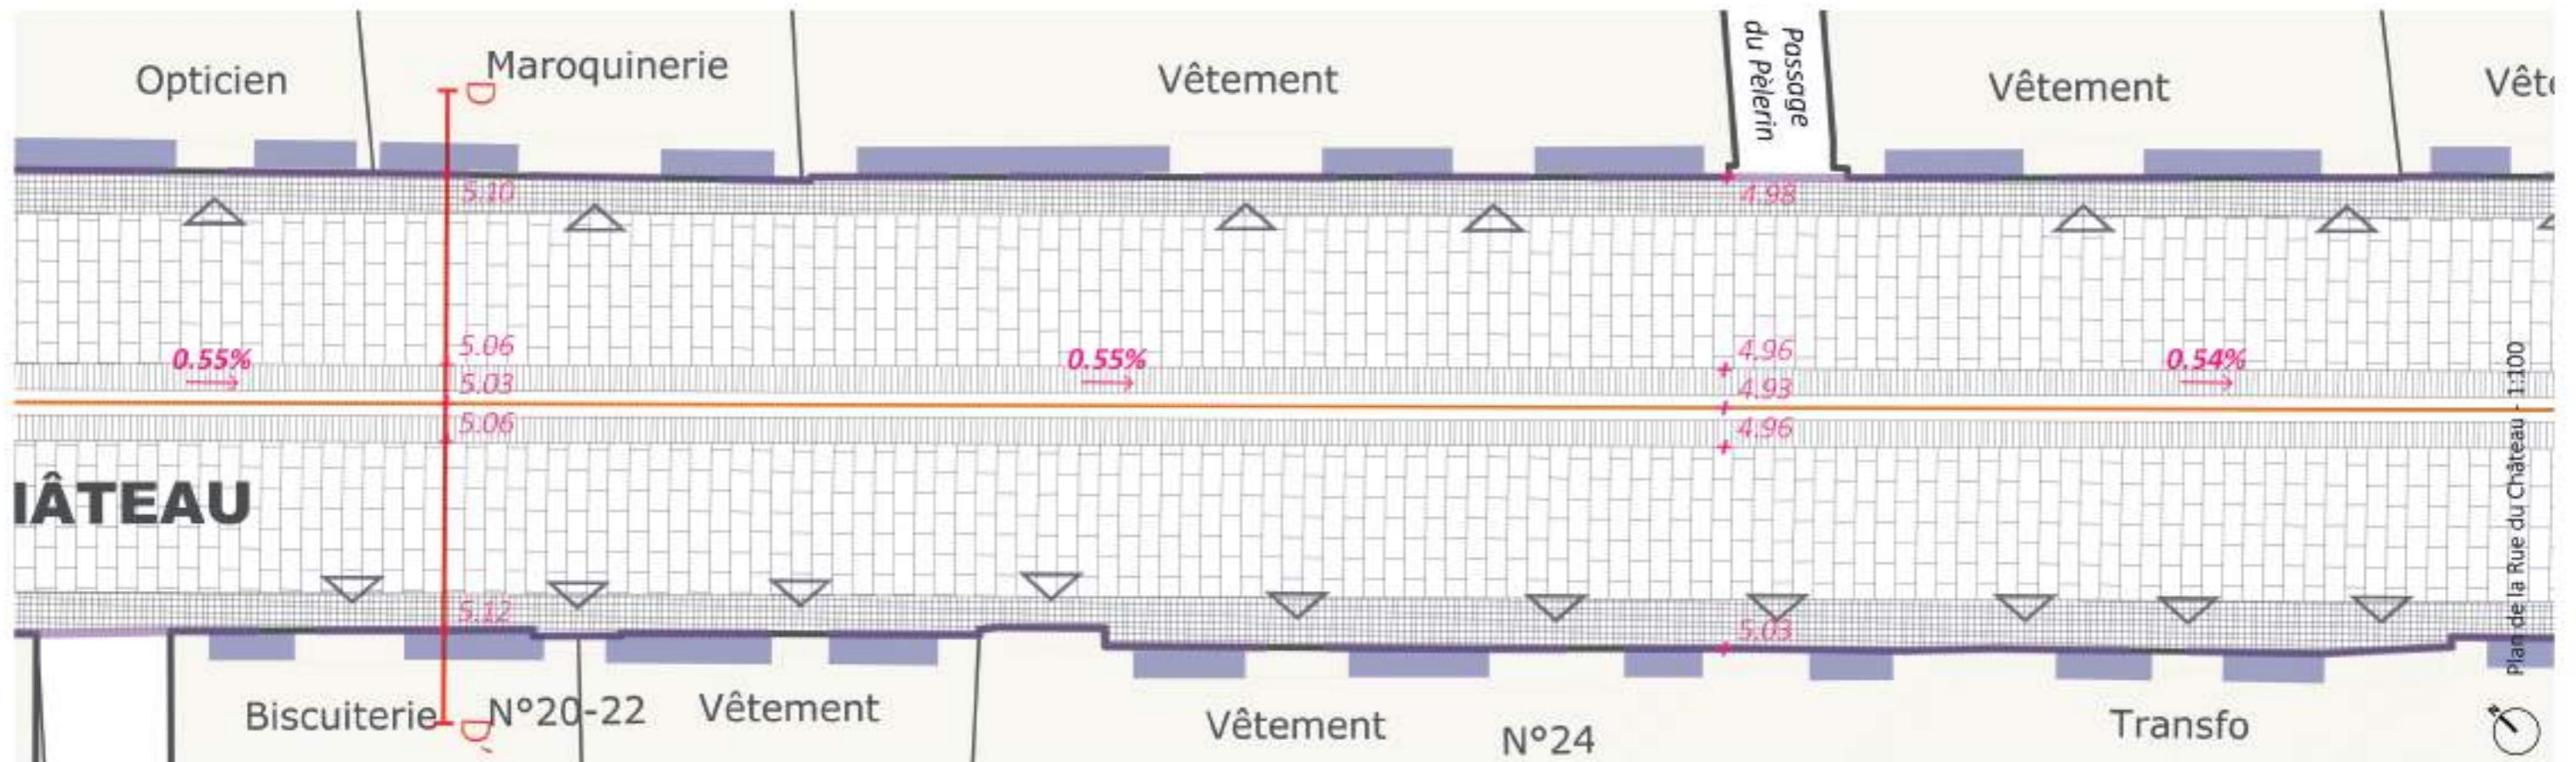 Opticien
Maroquinerie
Vêtement
Passage
du Pèlerin
Vêtement
D
5.10
4.98
0.55%
5.06
0.55%
4.96
0.54%
5.03
4.93
5.06
4.96
Plan de la Rue du Château - 1:100
5.12
5.03
Biscuiterie
D'
N°20-22
Vêtement
Vêtement
N°24
Transfo
N